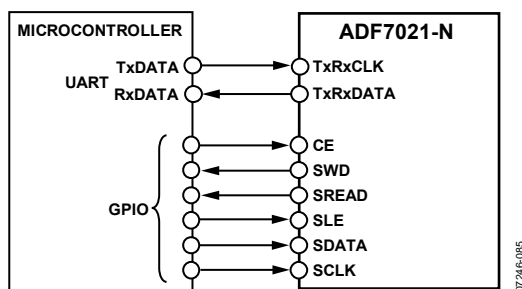 MICROCONTROLLER
ADF7021-N
UART
TxDATA
TxRxCLK
RxDATA
TxRxDATA
GPIO
CE
SWD
SREAD
SLE
SDATA
SCLK
07246-085